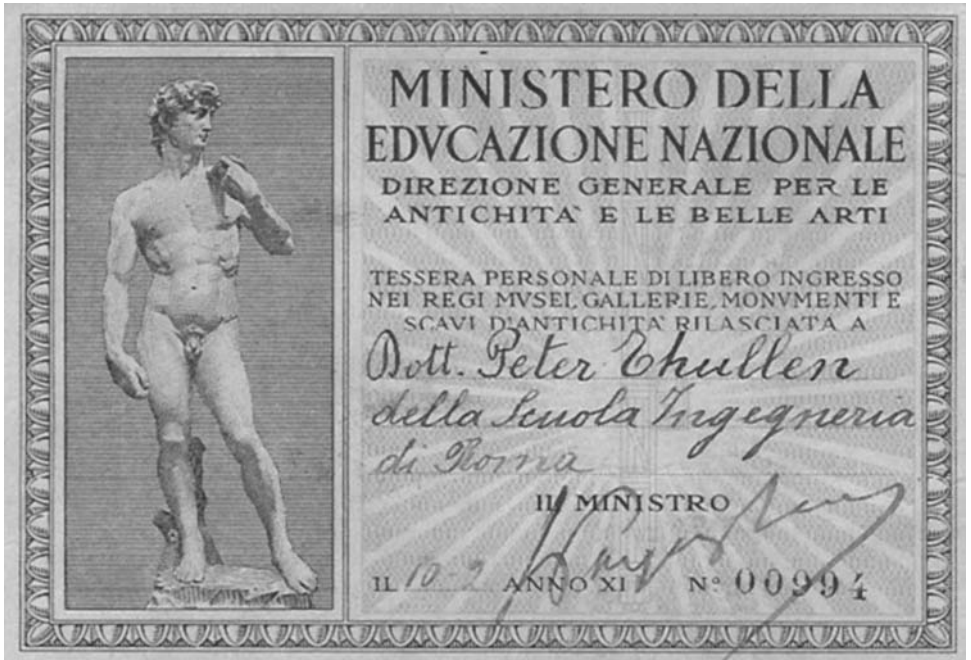 MINISTERO DELLA
EDVCAZIONE NAZIONALE
DIREZIONE GENERALE PER LE
ANTICHITA' E LE BELLE ARTI
TESSERA PERSONALE DI LIBERO INGRESSO
NEI REGI MVSEI, GALLERIE, MONVMENTI E
SCAVI D'ANTICHITA' RILASCIATA A
Dott. Peter Thullen
della Scuola Ingegneria
di Roma
IL MINISTRO
IL 10-2 ANNO XI Nº 00994